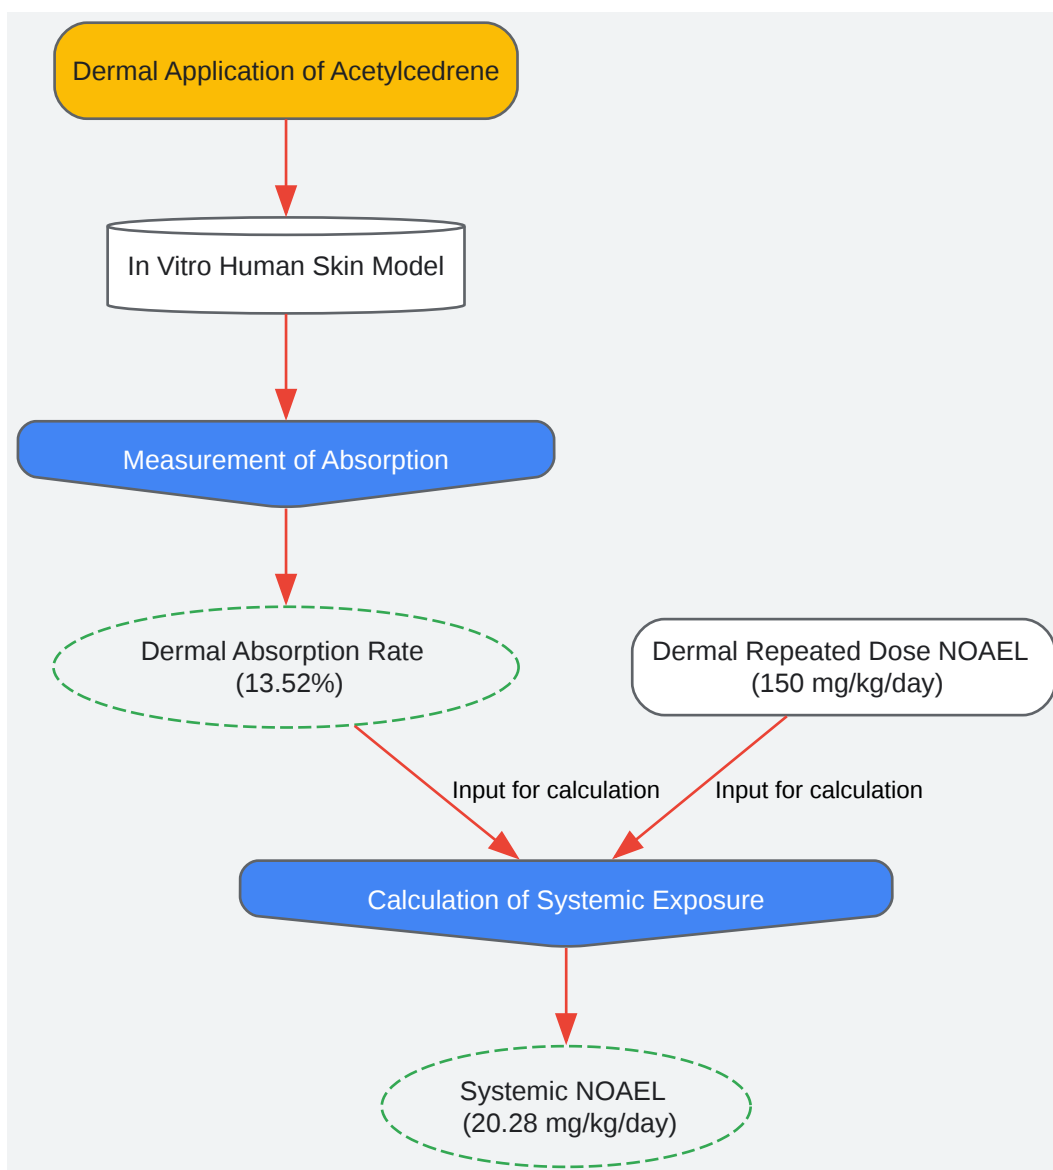 Dermal Application of Acetylcedrene
In Vitro Human Skin Model
Measurement of Absorption
Dermal Absorption Rate
(13.52%)
Dermal Repeated Dose NOAEL
(150 mg/kg/day)
Input for calculation
Input for calculation
Calculation of Systemic Exposure
Systemic NOAEL
(20.28 mg/kg/day)